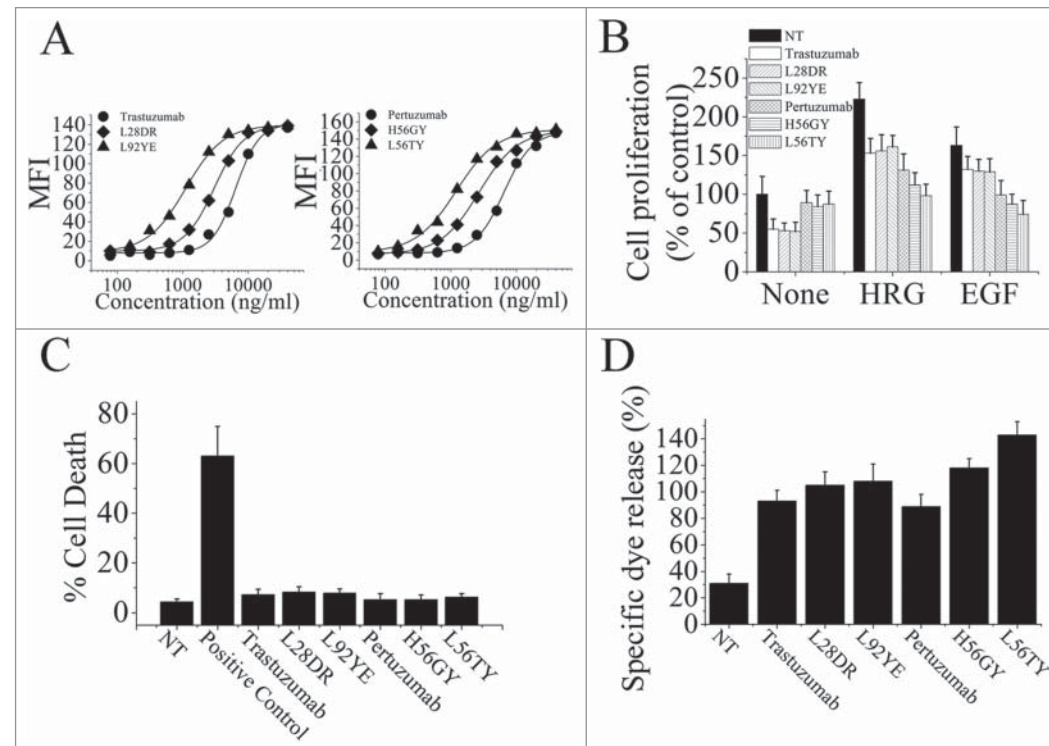 A
Trastuzumab
L28DR
L92YE
MFI
140
120
100
80
60
40
20
0
100
1000
10000
Concentration (ng/ml)
Pertuzumab
H56GY
L56TY
MFI
160
140
120
100
80
60
40
20
0
100
1000
10000
Concentration (ng/ml)
B
NT
Trastuzumab
L28DR
L92YE
Pertuzumab
H56GY
L56TY
Cell proliferation
(% of control)
250
200
150
100
50
0
None
HRG
EGF
C
% Cell Death
80
60
40
20
0
NT
Positive Control
Trastuzumab
L28DR
L92YE
Pertuzumab
H56GY
L56TY
D
Specific dye release (%)
140
120
100
80
60
40
20
0
NT
Trastuzumab
L28DR
L92YE
Pertuzumab
H56GY
L56TY